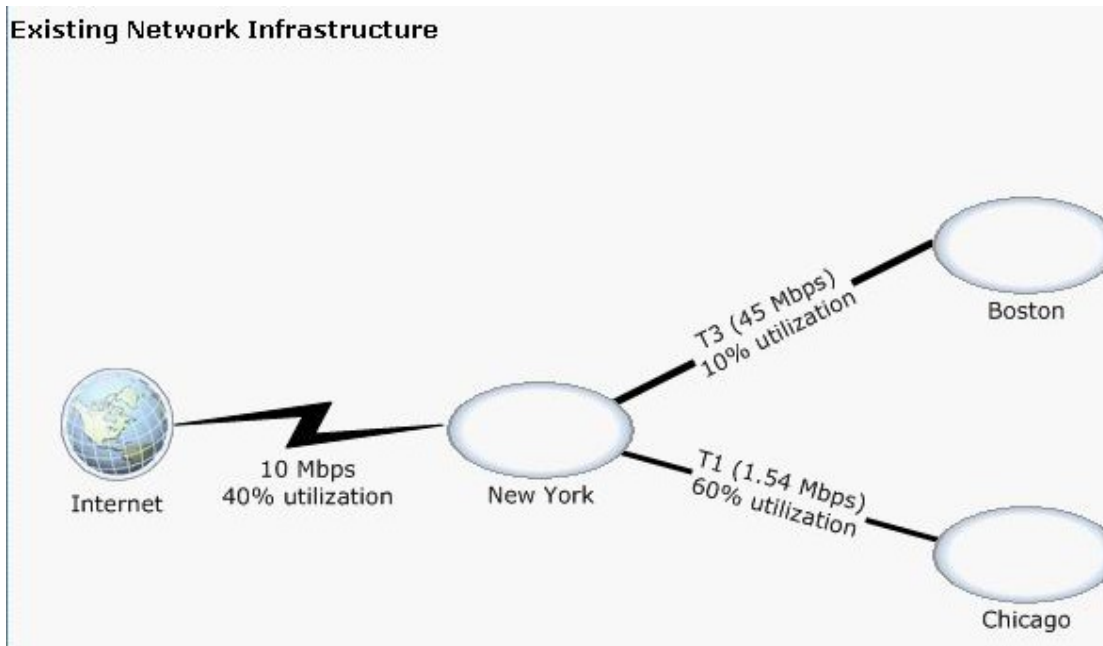 Existing Network Infrastructure
Boston
T3 (45 Mbps)
10% utilization
10 Mbps
40% utilization
Internet
New York
T1 (1.54 Mbps)
60% utilization
Chicago